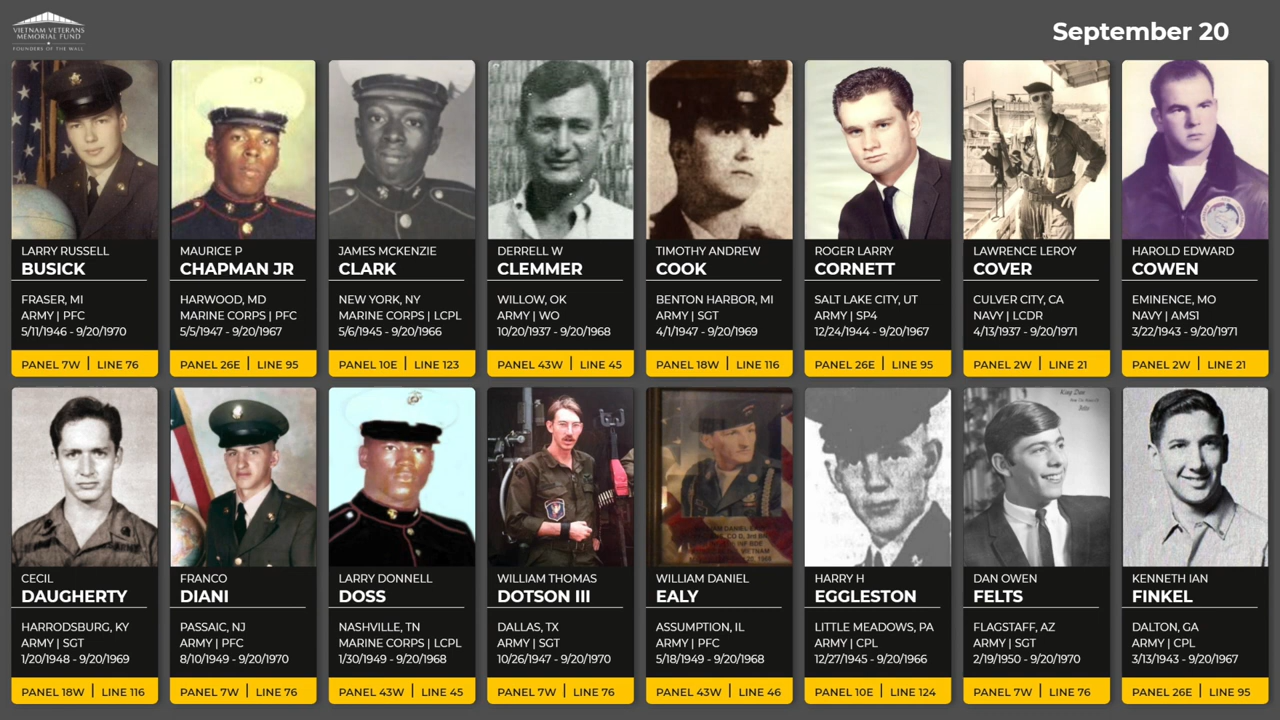 VIETNAM VETERANS
MEMORIAL FUND
FOUNDERS OF THE WALL
September 20
LARRY RUSSELL
BUSICK
FRASER, MI
ARMY | PFC
5/11/1946 - 9/20/1970
PANEL 7W | LINE 76
MAURICE P
CHAPMAN JR
HARWOOD, MD
MARINE CORPS | PFC
5/5/1947 - 9/20/1967
PANEL 26E | LINE 95
JAMES MCKENZIE
CLARK
NEW YORK, NY
MARINE CORPS | LCPL
5/6/1945 - 9/20/1966
PANEL 10E | LINE 123
DERRELL W
CLEMMER
WILLOW, OK
ARMY | WO
10/20/1937 - 9/20/1968
PANEL 43W | LINE 45
TIMOTHY ANDREW
COOK
BENTON HARBOR, MI
ARMY | SGT
4/1/1947 - 9/20/1969
PANEL 18W | LINE 116
ROGER LARRY
CORNETT
SALT LAKE CITY, UT
ARMY | SP4
12/24/1944 - 9/20/1967
PANEL 26E | LINE 95
LAWRENCE LEROY
COVER
CULVER CITY, CA
NAVY | LCDR
4/13/1937 - 9/20/1971
PANEL 2W | LINE 21
HAROLD EDWARD
COWEN
EMINENCE, MO
NAVY | AMS1
3/22/1943 - 9/20/1971
PANEL 2W | LINE 21
CECIL
DAUGHERTY
HARRODSBURG, KY
ARMY | SGT
1/20/1948 - 9/20/1969
PANEL 18W | LINE 116
FRANCO
DIANI
PASSAIC, NJ
ARMY | PFC
8/10/1949 - 9/20/1970
PANEL 7W | LINE 76
LARRY DONNELL
DOSS
NASHVILLE, TN
MARINE CORPS | LCPL
1/30/1949 - 9/20/1968
PANEL 43W | LINE 45
WILLIAM THOMAS
DOTSON III
DALLAS, TX
ARMY | SGT
10/26/1947 - 9/20/1970
PANEL 7W | LINE 76
WILLIAM DANIEL
EALY
ASSUMPTION, IL
ARMY | PFC
5/18/1949 - 9/20/1968
PANEL 43W | LINE 46
HARRY H
EGGLESTON
LITTLE MEADOWS, PA
ARMY | CPL
12/27/1945 - 9/20/1966
PANEL 10E | LINE 124
DAN OWEN
FELTS
FLAGSTAFF, AZ
ARMY | SGT
2/19/1950 - 9/20/1970
PANEL 7W | LINE 76
KENNETH IAN
FINKEL
DALTON, GA
ARMY | CPL
3/13/1943 - 9/20/1967
PANEL 26E | LINE 95